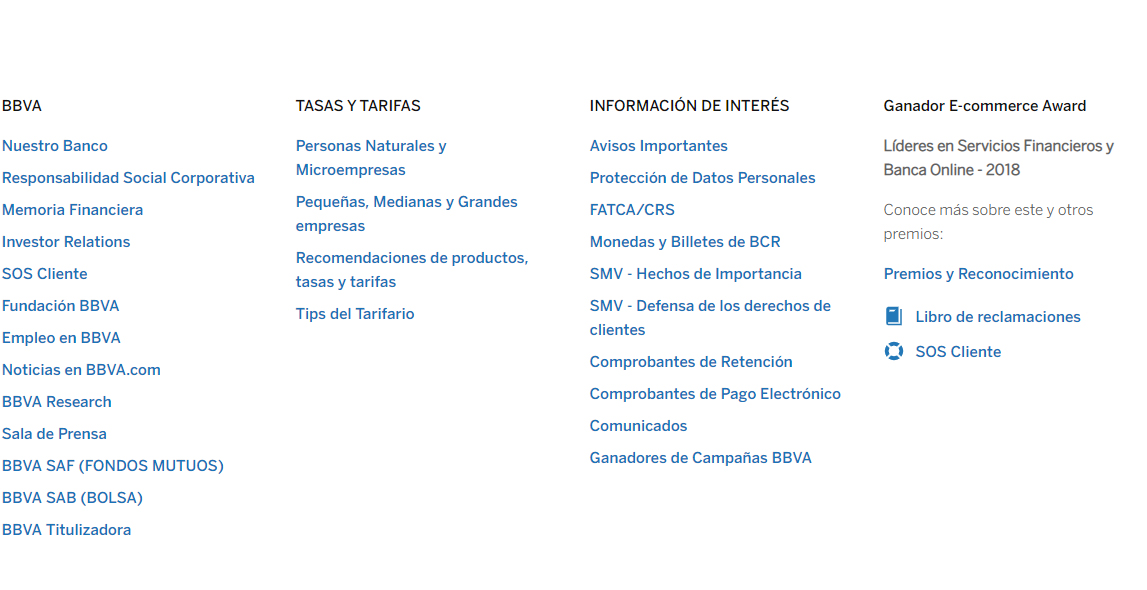 BBVA
Nuestro Banco
Responsabilidad Social Corporativa
Memoria Financiera
Investor Relations
SOS Cliente
Fundación BBVA
Empleo en BBVA
Noticias en BBVA.com
BBVA Research
Sala de Prensa
BBVA SAF (FONDOS MUTUOS)
BBVA SAB (BOLSA)
BBVA Titulizadora
TASAS Y TARIFAS
Personas Naturales y
Microempresas
Pequeñas, Medianas y Grandes
empresas
Recomendaciones de productos,
tasas y tarifas
Tips del Tarifario
INFORMACIÓN DE INTERÉS
Avisos Importantes
Protección de Datos Personales
FATCA/CRS
Monedas y Billetes de BCR
SMV - Hechos de Importancia
SMV - Defensa de los derechos de
clientes
Comprobantes de Retención
Comprobantes de Pago Electrónico
Comunicados
Ganadores de Campañas BBVA
Ganador E-commerce Award
Líderes en Servicios Financieros y
Banca Online - 2018
Conoce más sobre este y otros
premios:
Premios y Reconocimiento
Libro de reclamaciones
SOS Cliente